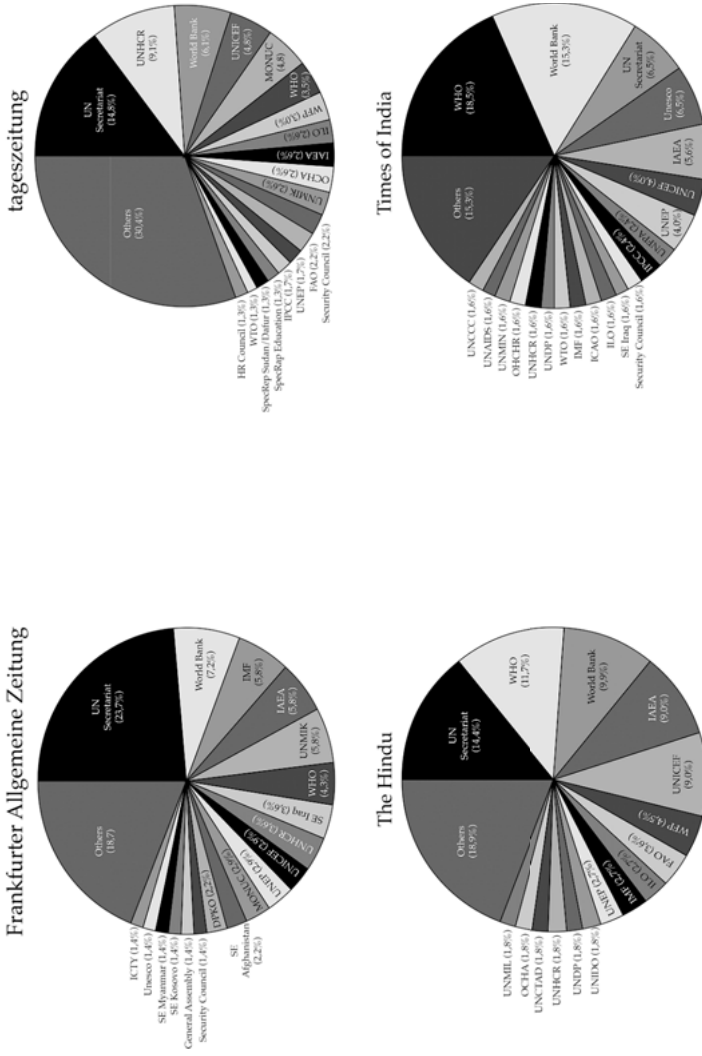 Frankfurter Allgemeine Zeitung
UN
Secretariat
(23,7%)
World Bank
(7,2%)
IMF
(5,8%)
IAEA
(5,8%)
UNMIK
(5,8%)
WHO
(4,3%)
SE Iraq (3,6%)
UNHCR (3,6%)
UNICEF (2,9%)
UNEP (2,9%)
MONUC (2,9%)
DPKO (2,2%)
SE
Afghanistan
(2,2%)
Security Council (1,4%)
General Assembly (1,4%)
SE Kosovo (1,4%)
SE Myanmar (1,4%)
Unesco (1,4%)
ICTY (1,4%)
Others
(18,7)
tageszeitung
UN
Secretariat
(14,8%)
UNHCR
(9,1%)
World Bank
(6,1%)
UNICEF
(4,8%)
MONUC
(4,8)
WHO
(3,5%)
WFP (3,0%)
ILO (2,6%)
IAEA (2,6%)
OCHA (2,6%)
UNMIK (2,6%)
Security Council (2,2%)
FAO (2,2%)
UNEP (1,7%)
IPCC (1,7%)
SpecRap Education (1,3%)
SpecRep Sudan/Dafur (1,3%)
WTO (1,3%)
HR Council (1,3%)
Others
(30,4%)
The Hindu
UN
Secretariat
(14,4%)
WHO
(11,7%)
World Bank
(9,9%)
IAEA
(9,0%)
UNICEF
(9,0%)
WFP (4,5%)
FAO (3,6%)
ILO (2,7%)
IMF (2,7%)
UNEP (2,7%)
UNIDO (1,8%)
UNDP (1,8%)
UNHCR (1,8%)
UNCTAD (1,8%)
OCHA (1,8%)
UNMIL (1,8%)
Others
(18,9%)
Times of India
WHO
(18,5%)
World Bank
(15,3%)
UN
Secretariat
(6,5%)
Unesco
(6,5%)
IAEA
(5,6%)
UNICEF (4,0%)
UNEP
(4,0%)
UNFPA (2,4%)
IPCC (2,4%)
Security Council (1,6%)
SE Iraq (1,6%)
ILO (1,6%)
ICAO (1,6%)
IMF (1,6%)
WTO (1,6%)
UNDP (1,6%)
UNHCR (1,6%)
OHCHR (1,6%)
UNMIN (1,6%)
UNAIDS (1,6%)
UNCCC (1,6%)
Others
(15,3%)